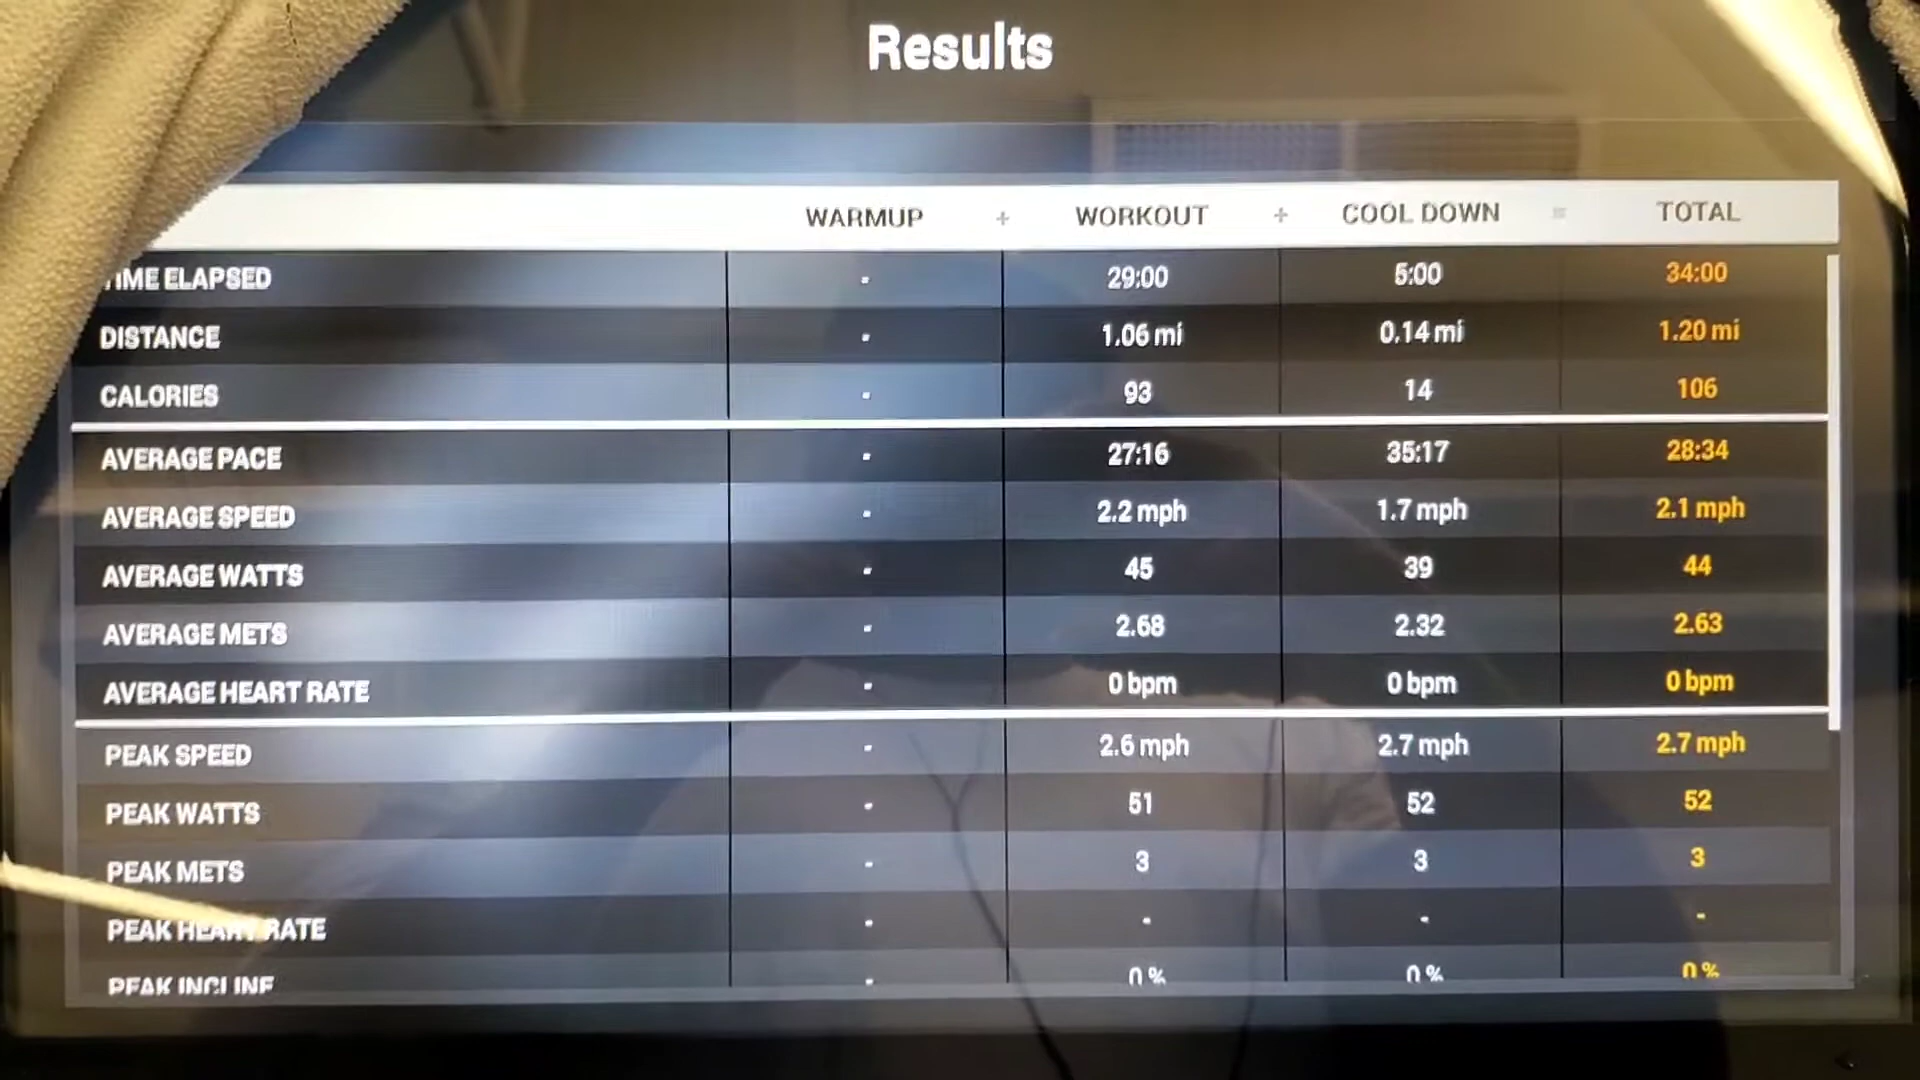 Results
WARMUP + WORKOUT + COOL DOWN = TOTAL
TIME ELAPSED - 29:00 5:00 34:00
DISTANCE - 1.06 mi 0.14 mi 1.20 mi
CALORIES - 93 14 106
AVERAGE PACE - 27:16 35:17 28:34
AVERAGE SPEED - 2.2 mph 1.7 mph 2.1 mph
AVERAGE WATTS - 45 39 44
AVERAGE METS - 2.68 2.32 2.63
AVERAGE HEART RATE - 0 bpm 0 bpm 0 bpm
PEAK SPEED - 2.6 mph 2.7 mph 2.7 mph
PEAK WATTS - 51 52 52
PEAK METS - 3 3 3
PEAK HEART RATE - - - -
PEAK INCLINE - 0 % 0 % 0 %